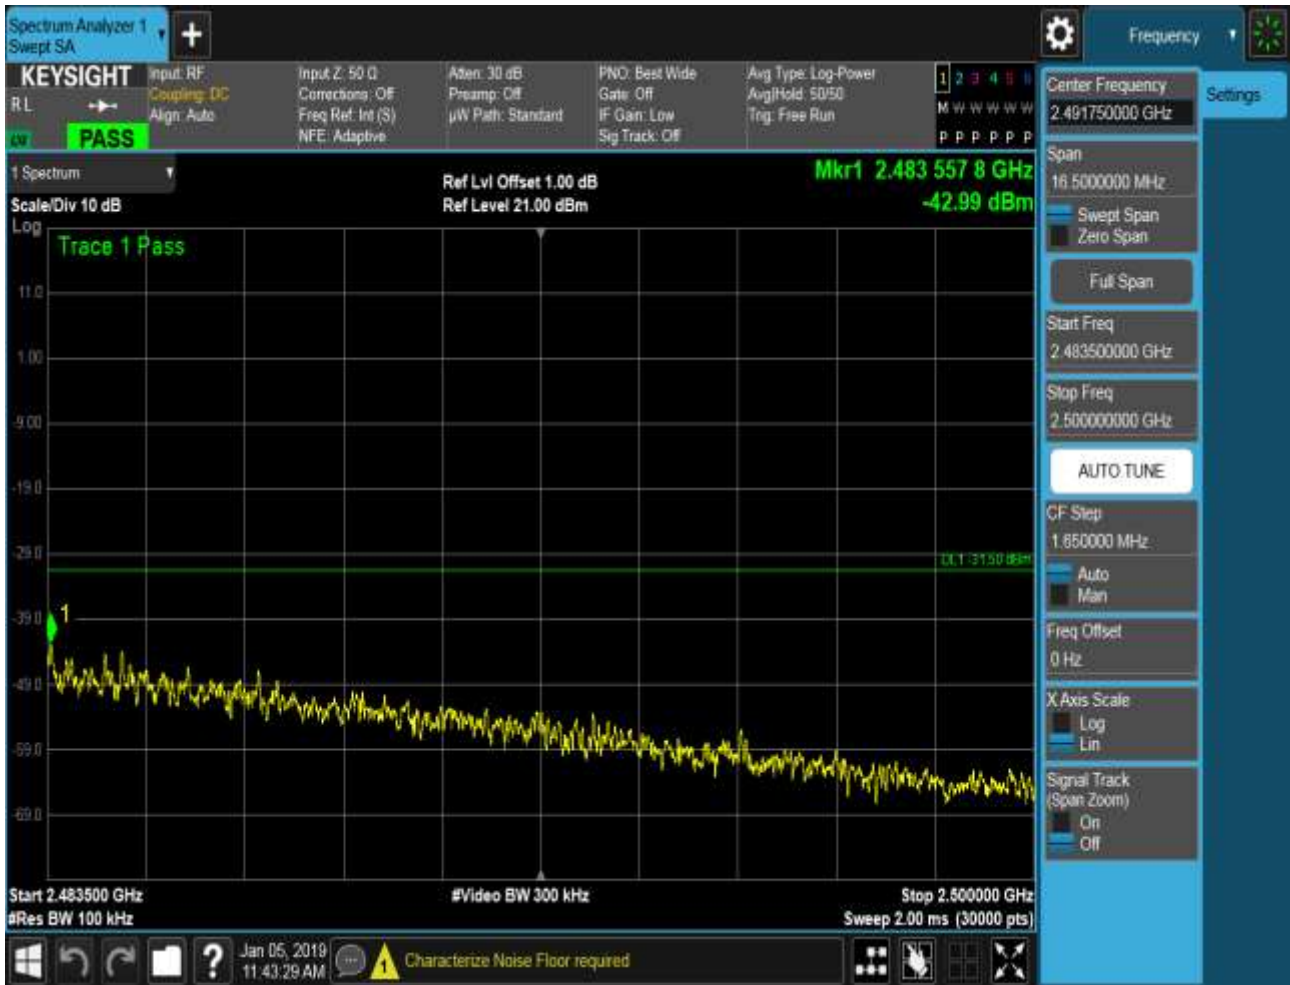 Spectrum Analyzer 1
Swept SA
+
Frequency
KEYSIGHT
R L
PASS
Input: RF
Coupling: DC
Align: Auto
Input Z: 50 Ω
Corrections: Off
Freq Ref: Int (S)
NFE: Adaptive
Atten: 30 dB
Preamp: Off
µW Path: Standard
PNO: Best Wide
Gate: Off
IF Gain: Low
Sig Track: Off
Avg Type: Log-Power
Avg|Hold: 50/50
Trig: Free Run
1 2 3 4 5 6
M W W W W W
P P P P P P
1 Spectrum
Scale/Div 10 dB
Log
Ref Lvl Offset 1.00 dB
Ref Level 21.00 dBm
Mkr1 2.483 557 8 GHz
-42.99 dBm
Trace 1 Pass
11.0
1.00
-9.00
-19.0
-29.0
DL1 -31.50 dBm
-39.0
1
-49.0
-59.0
-69.0
Start 2.483500 GHz
#Res BW 100 kHz
#Video BW 300 kHz
Stop 2.500000 GHz
Sweep 2.00 ms (30000 pts)
Center Frequency
2.491750000 GHz
Settings
Span
16.5000000 MHz
Swept Span
Zero Span
Full Span
Start Freq
2.483500000 GHz
Stop Freq
2.500000000 GHz
AUTO TUNE
CF Step
1.650000 MHz
Auto
Man
Freq Offset
0 Hz
X Axis Scale
Log
Lin
Signal Track
(Span Zoom)
On
Off
?
Jan 05, 2019
11:43:29 AM
1
Characterize Noise Floor required